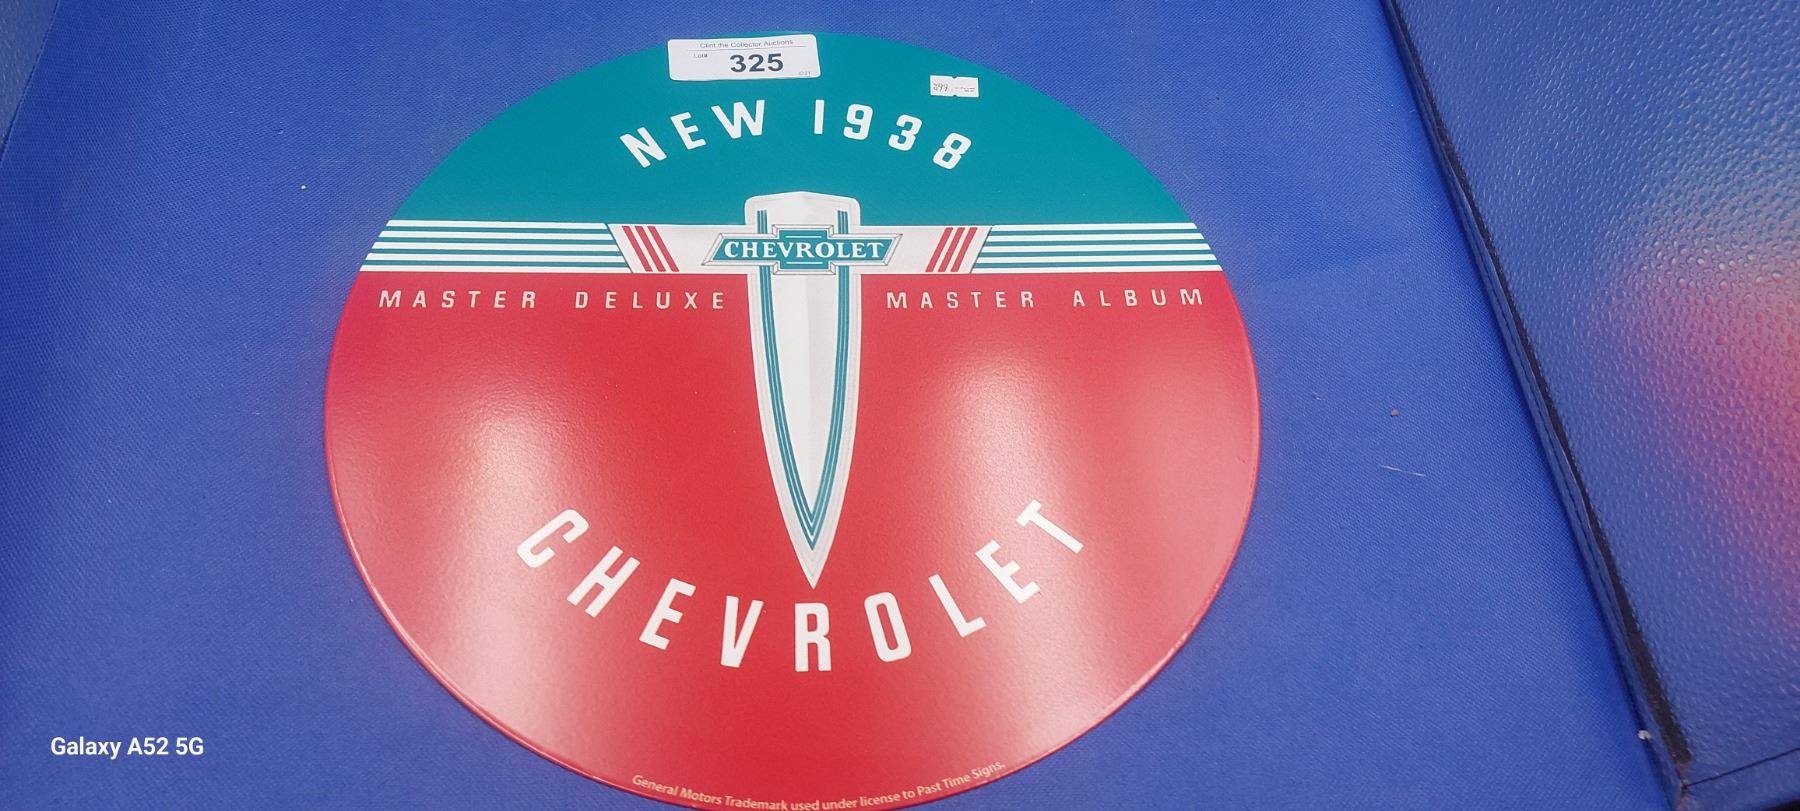 Clint the Collector Auctions
Lot#
325
NEW 1938
CHEVROLET
MASTER DELUXE MASTER ALBUM
CHEVROLET
General Motors Trademark used under license to Past Time Signs.
Galaxy A52 5G